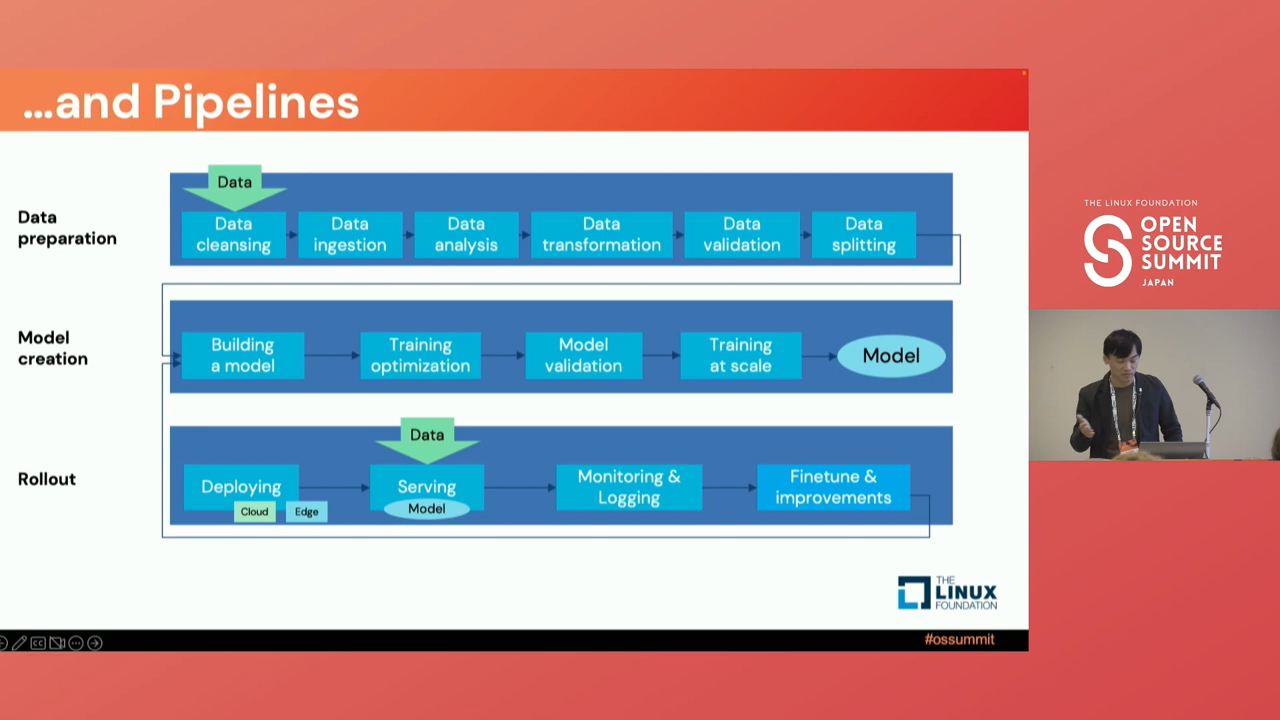 ...and Pipelines
Data
preparation
Data
Data
cleansing
Data
ingestion
Data
analysis
Data
transformation
Data
validation
Data
splitting
Model
creation
Building
a model
Training
optimization
Model
validation
Training
at scale
Model
Rollout
Data
Deploying
Cloud
Edge
Serving
Model
Monitoring &
Logging
Finetune &
improvements
THE
LINUX
FOUNDATION
#ossummit
CC
THE LINUX FOUNDATION
OPEN
SOURCE
SUMMIT
JAPAN